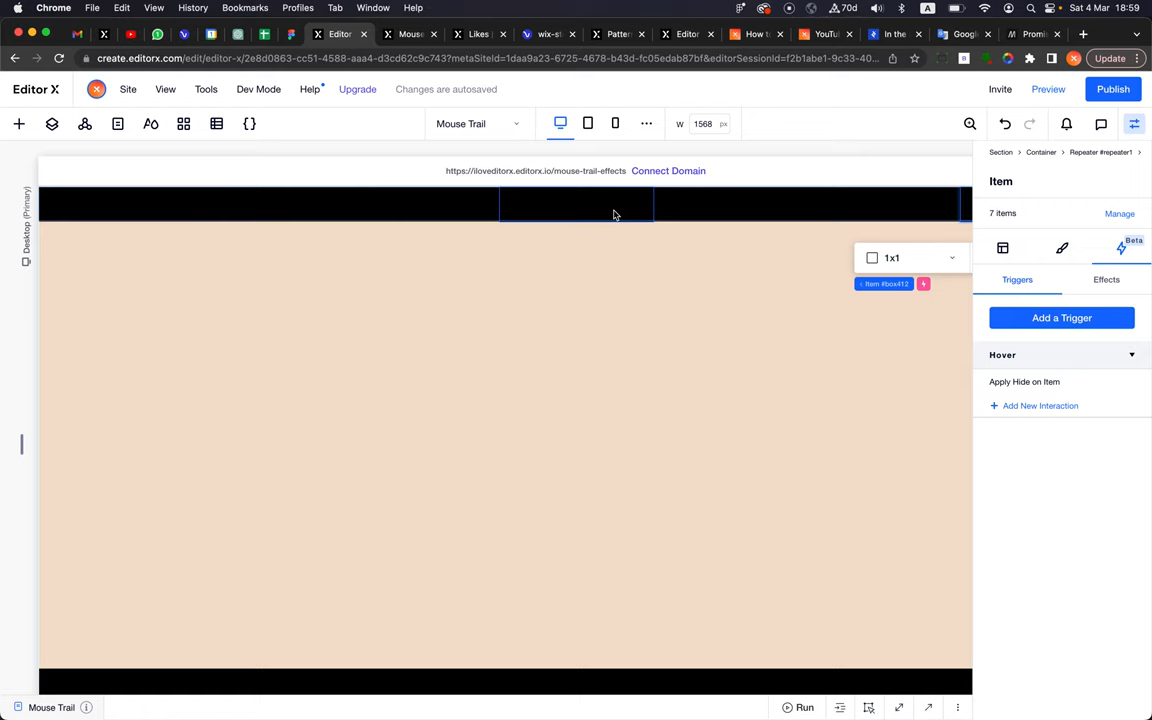 Chrome File Edit View History Bookmarks Profiles Tab Window Help 70d A Sat 4 Mar 18:59
Editor Mouse Likes wix-st Pattern Editor How to YouTu In the Googl Promis
create.editorx.com/edit/editor-x/2e8d0863-cc51-4588-aaa4-d3cd62c9c743?metaSiteId=1daa9a23-6725-4678-b43d-fc05edab87bf&editorSessionId=f2b1abe1-9c33-40... Update
Editor X Site View Tools Dev Mode Help Upgrade Changes are autosaved Invite Preview Publish
Mouse Trail W 1568 px
https://iloveditorx.editorx.io/mouse-trail-effects Connect Domain
Desktop (Primary)
Section > Container > Repeater #repeater1 >
Item
7 items Manage
Beta
1x1
Item #box412
Triggers Effects
Add a Trigger
Hover
Apply Hide on Item
+ Add New Interaction
Mouse Trail Run